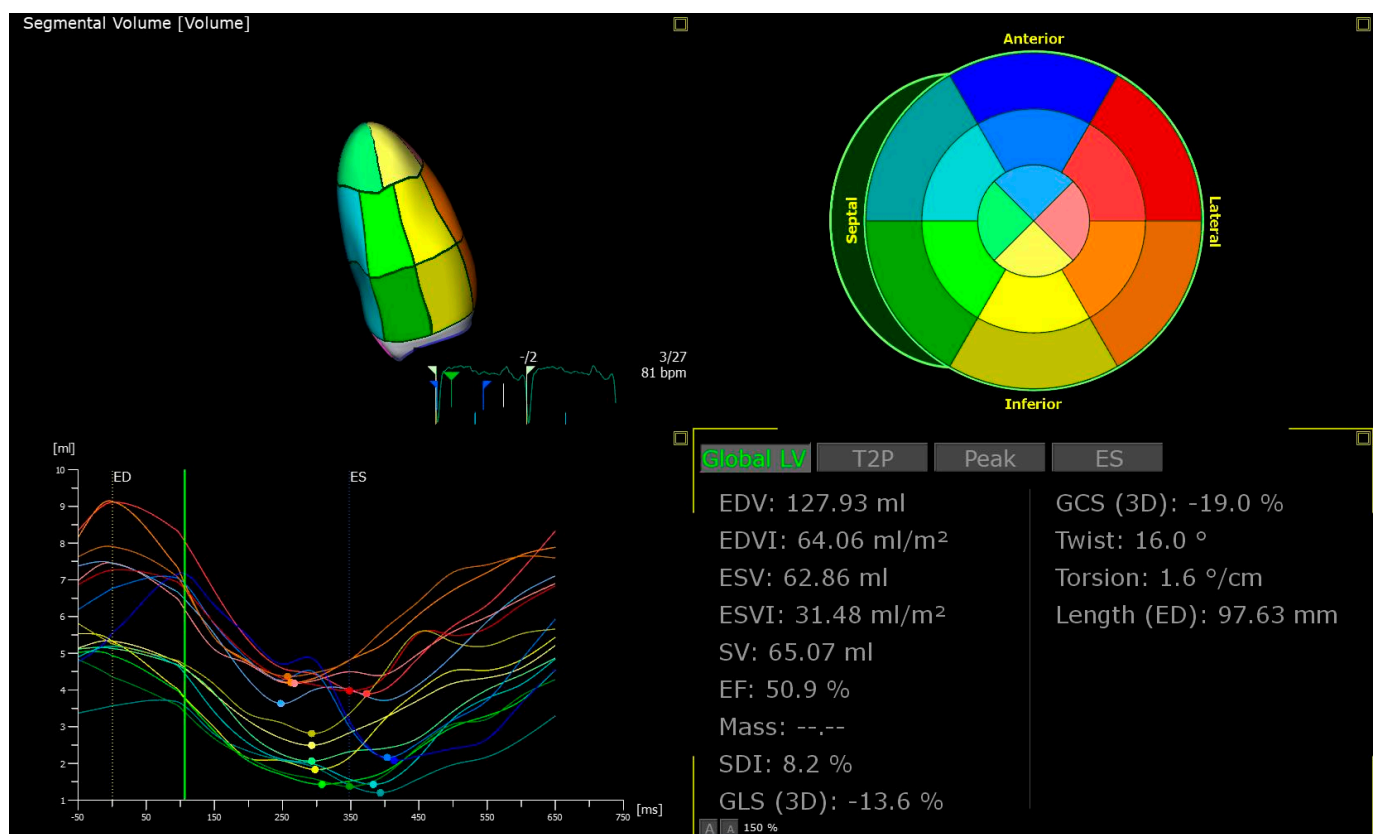 Segmental Volume [Volume]
-/2
3/27
81 bpm
Anterior
Septal
Lateral
Inferior
[ml]
ED
ES
10
9
8
7
6
5
4
3
2
1
-50
50
150
250
350
450
550
650
750
[ms]
Global LV
T2P
Peak
ES
EDV: 127.93 ml
EDVI: 64.06 ml/m²
ESV: 62.86 ml
ESVI: 31.48 ml/m²
SV: 65.07 ml
EF: 50.9 %
Mass: --.--
SDI: 8.2 %
GLS (3D): -13.6 %
GCS (3D): -19.0 %
Twist: 16.0 °
Torsion: 1.6 °/cm
Length (ED): 97.63 mm
A A 150 %